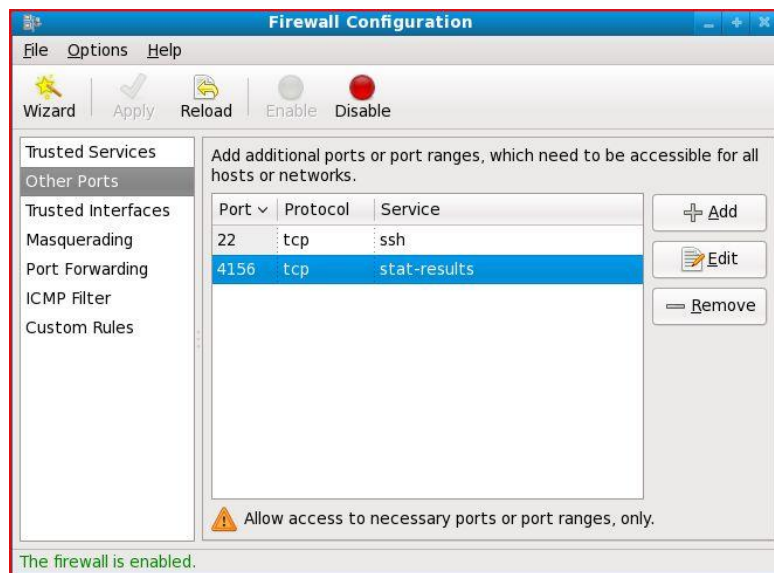 Firewall Configuration
File Options Help
Wizard Apply Reload Enable Disable
Trusted Services
Other Ports
Trusted Interfaces
Masquerading
Port Forwarding
ICMP Filter
Custom Rules
Add additional ports or port ranges, which need to be accessible for all
hosts or networks.
Port Protocol Service
22 tcp ssh
4156 tcp stat-results
Add
Edit
Remove
Allow access to necessary ports or port ranges, only.
The firewall is enabled.